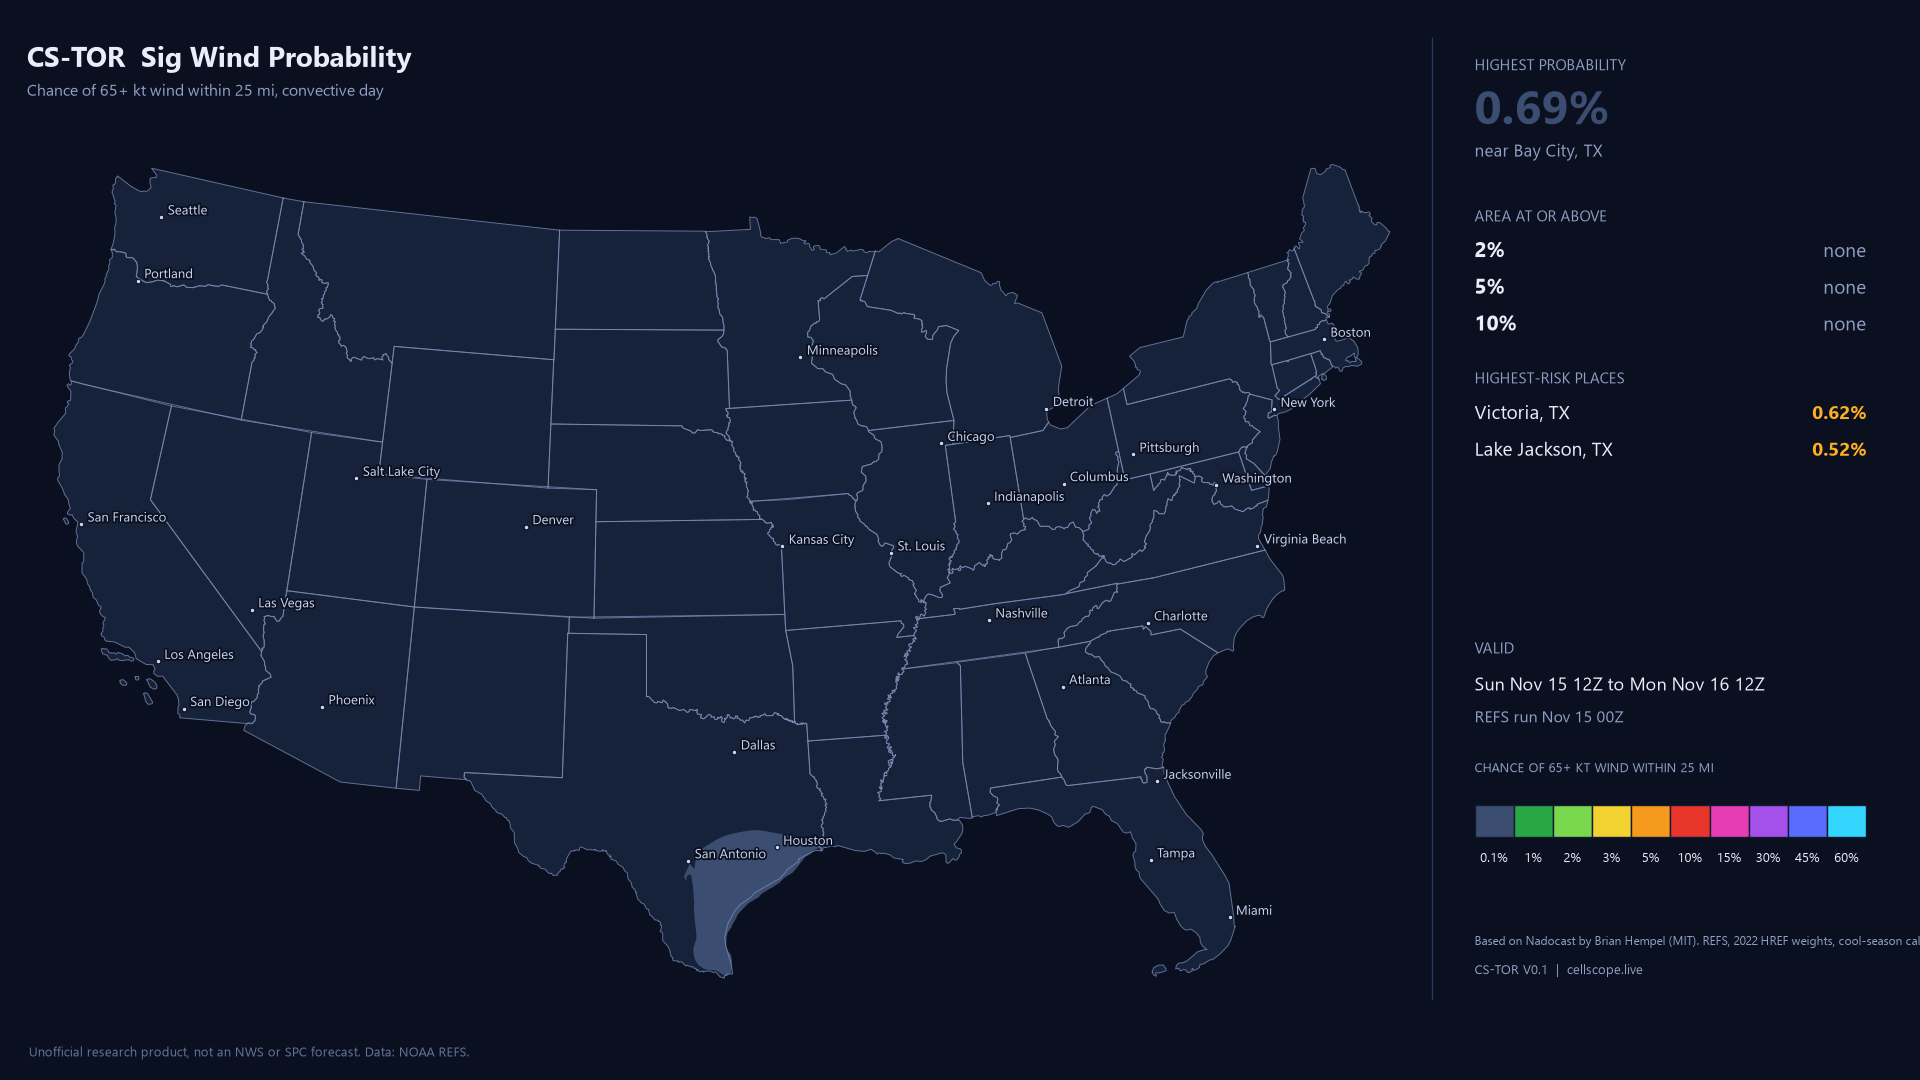 CS-TOR  Sig Wind Probability
Chance of 65+ kt wind within 25 mi, convective day
Seattle
Portland
Minneapolis
Boston
Detroit
New York
Chicago
Pittsburgh
Salt Lake City
Columbus
Washington
Indianapolis
San Francisco
Denver
Kansas City
St. Louis
Virginia Beach
Las Vegas
Nashville
Charlotte
Los Angeles
Atlanta
San Diego
Phoenix
Dallas
Jacksonville
Houston
San Antonio
Tampa
Miami
HIGHEST PROBABILITY
0.69%
near Bay City, TX
AREA AT OR ABOVE
2% none
5% none
10% none
HIGHEST-RISK PLACES
Victoria, TX 0.62%
Lake Jackson, TX 0.52%
VALID
Sun Nov 15 12Z to Mon Nov 16 12Z
REFS run Nov 15 00Z
CHANCE OF 65+ KT WIND WITHIN 25 MI
0.1% 1% 2% 3% 5% 10% 15% 30% 45% 60%
Based on Nadocast by Brian Hempel (MIT). REFS, 2022 HREF weights, cool-season cal
CS-TOR V0.1 | cellscope.live
Unofficial research product, not an NWS or SPC forecast. Data: NOAA REFS.